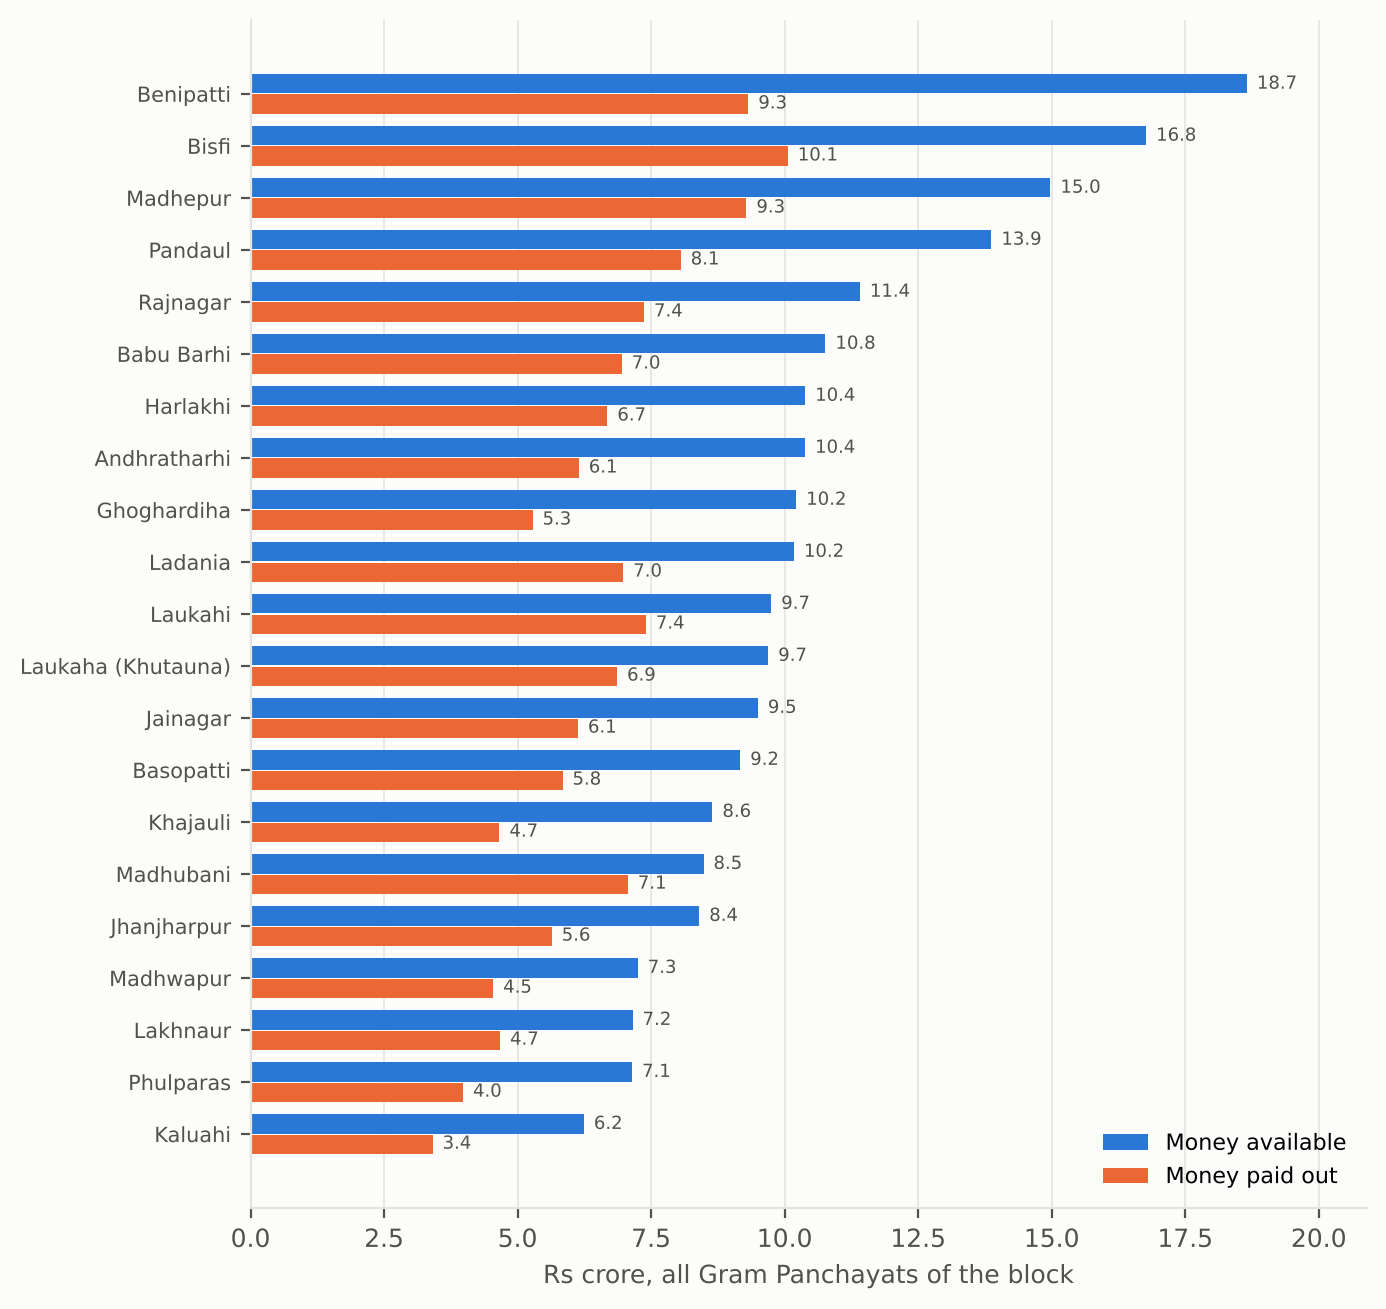 Benipatti 18.7
9.3
Bisfi 16.8
10.1
Madhepur 15.0
9.3
Pandaul 13.9
8.1
Rajnagar 11.4
7.4
Babu Barhi 10.8
7.0
Harlakhi 10.4
6.7
Andhratharhi 10.4
6.1
Ghoghardiha 10.2
5.3
Ladania 10.2
7.0
Laukahi 9.7
7.4
Laukaha (Khutauna) 9.7
6.9
Jainagar 9.5
6.1
Basopatti 9.2
5.8
Khajauli 8.6
4.7
Madhubani 8.5
7.1
Jhanjharpur 8.4
5.6
Madhwapur 7.3
4.5
Lakhnaur 7.2
4.7
Phulparas 7.1
4.0
Kaluahi 6.2
3.4
Money available
Money paid out
0.0 2.5 5.0 7.5 10.0 12.5 15.0 17.5 20.0
Rs crore, all Gram Panchayats of the block